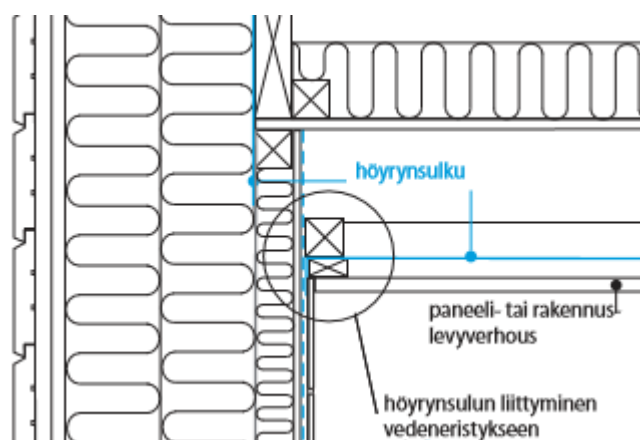 höyrynsulku
paneeli- tai rakennus-
levyverhous
höyrynsulun liittyminen
vedeneristykseen